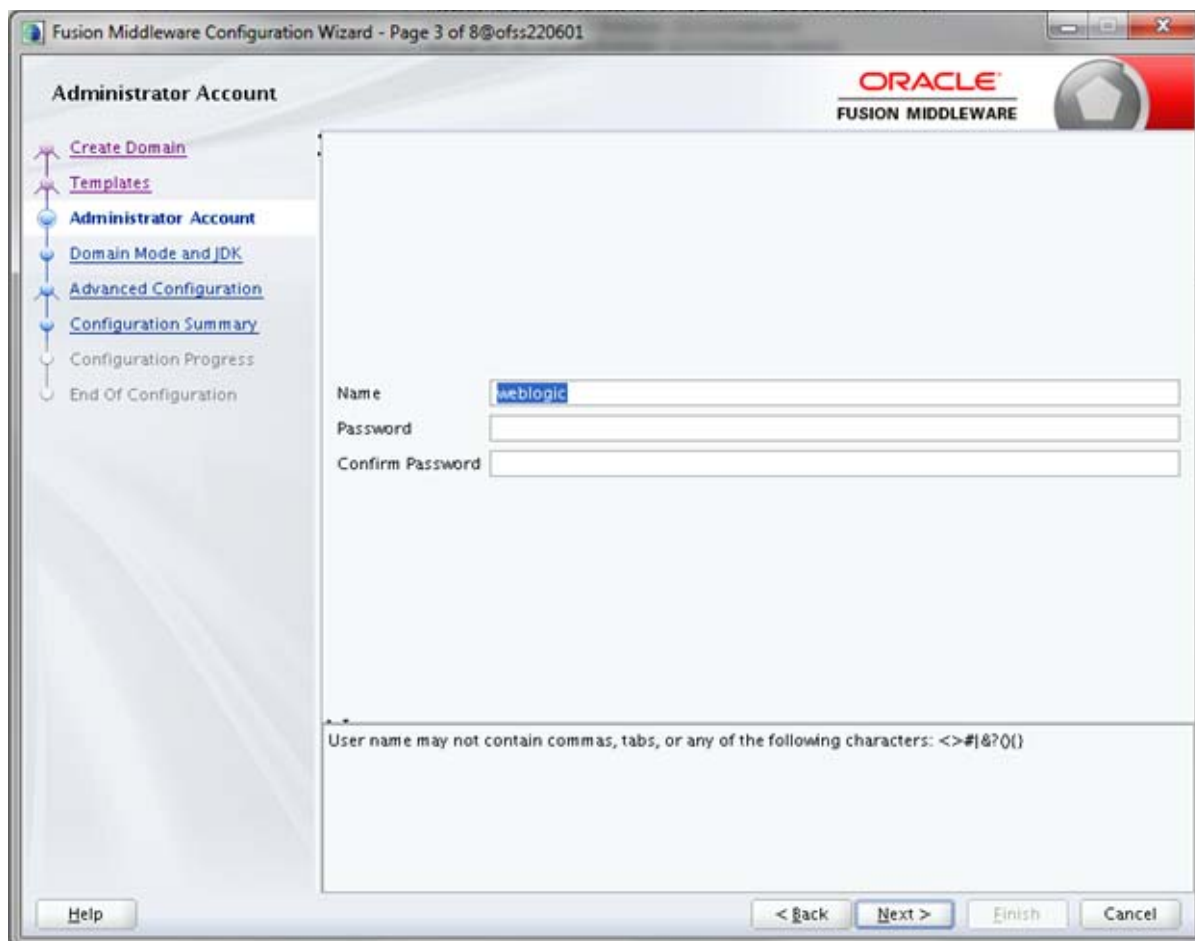 Fusion Middleware Configuration Wizard - Page 3 of 8@ofss220601
Administrator Account
ORACLE
FUSION MIDDLEWARE
Create Domain
Templates
Administrator Account
Domain Mode and JDK
Advanced Configuration
Configuration Summary
Configuration Progress
End Of Configuration
Name weblogic
Password
Confirm Password
User name may not contain commas, tabs, or any of the following characters: <>#|&?(){}
Help < Back Next > Finish Cancel